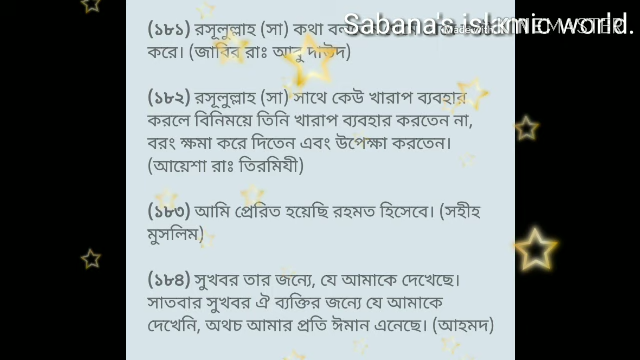 Sabana's islamic world.
(১৮১) রসূলুল্লাহ (সা) কথা
করে। (জাবির রাঃ আবু দাউদ)
(১৮২) রসূলুল্লাহ (সা) সাথে কেউ খারাপ ব্যবহার
করলে বিনিময়ে তিনি খারাপ ব্যবহার করতেন না,
বরং ক্ষমা করে দিতেন এবং উপেক্ষা করতেন।
(আয়েশা রাঃ তিরমিযী)
(১৮৩) আমি প্রেরিত হয়েছি রহমত হিসেবে। (সহীহ
মুসলিম)
(১৮৪) সুখবর তার জন্যে, যে আমাকে দেখেছে।
সাতবার সুখবর ঐ ব্যক্তির জন্যে যে আমাকে
দেখেনি, অথচ আমার প্রতি ঈমান এনেছে। (আহমদ)